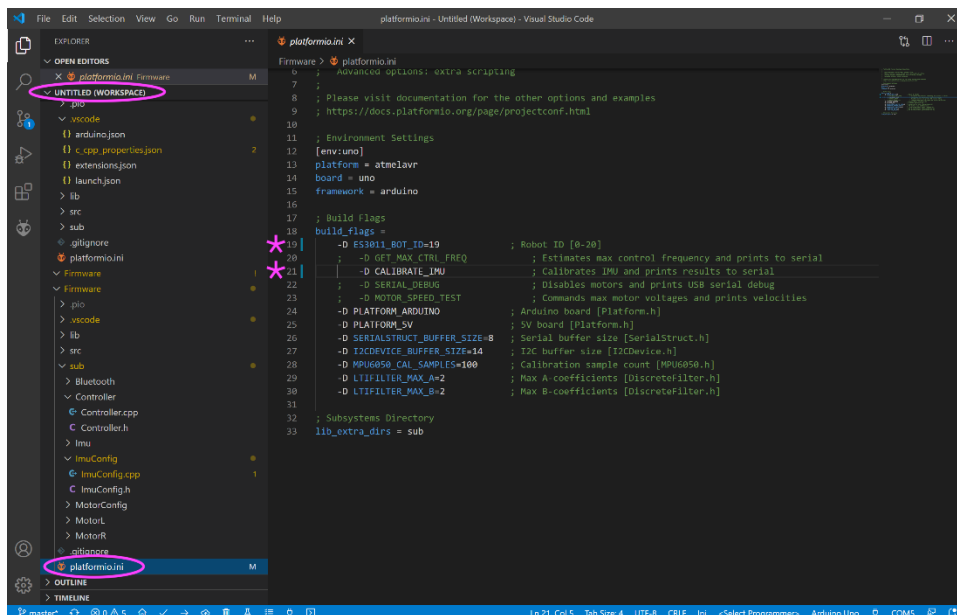 File Edit Selection View Go Run Terminal Help platformio.ini - Untitled (Workspace) - Visual Studio Code
EXPLORER
OPEN EDITORS
platformio.ini Firmware M
UNTITLED (WORKSPACE)
.pio
.vscode
arduino.json
c_cpp_properties.json 2
extensions.json
launch.json
lib
src
sub
.gitignore
platformio.ini
Firmware 1
Firmware
.pio
.vscode
lib
src
sub
Bluetooth
Controller
Controller.cpp
Controller.h
Imu
ImuConfig
ImuConfig.cpp 1
ImuConfig.h
MotorConfig
MotorL
MotorR
.gitignore
platformio.ini M
OUTLINE
TIMELINE
platformio.ini
Firmware > platformio.ini
6 ; Advanced options: extra scripting
7 ;
8 ; Please visit documentation for the other options and examples
9 ; https://docs.platformio.org/page/projectconf.html
10
11 ; Environment Settings
12 [env:uno]
13 platform = atmelavr
14 board = uno
15 framework = arduino
16
17 ; Build Flags
18 build_flags =
19 -D ES3011_BOT_ID=19 ; Robot ID [0-20]
20 ; -D GET_MAX_CTRL_FREQ ; Estimates max control frequency and prints to serial
21 -D CALIBRATE_IMU ; Calibrates IMU and prints results to serial
22 ; -D SERIAL_DEBUG ; Disables motors and prints USB serial debug
23 ; -D MOTOR_SPEED_TEST ; Commands max motor voltages and prints velocities
24 -D PLATFORM_ARDUINO ; Arduino board [Platform.h]
25 -D PLATFORM_5V ; 5V board [Platform.h]
26 -D SERIALSTRUCT_BUFFER_SIZE=8 ; Serial buffer size [SerialStruct.h]
27 -D I2CDEVICE_BUFFER_SIZE=14 ; I2C buffer size [I2CDevice.h]
28 -D MPU6050_CAL_SAMPLES=100 ; Calibration sample count [MPU6050.h]
29 -D LTIFILTER_MAX_A=2 ; Max A-coefficients [DiscreteFilter.h]
30 -D LTIFILTER_MAX_B=2 ; Max B-coefficients [DiscreteFilter.h]
31
32 ; Subsystems Directory
33 lib_extra_dirs = sub
master* 0 5 Ln 21, Col 5 Tab Size: 4 UTF-8 CRLF Ini <Select Programmer> Arduino Uno COM5